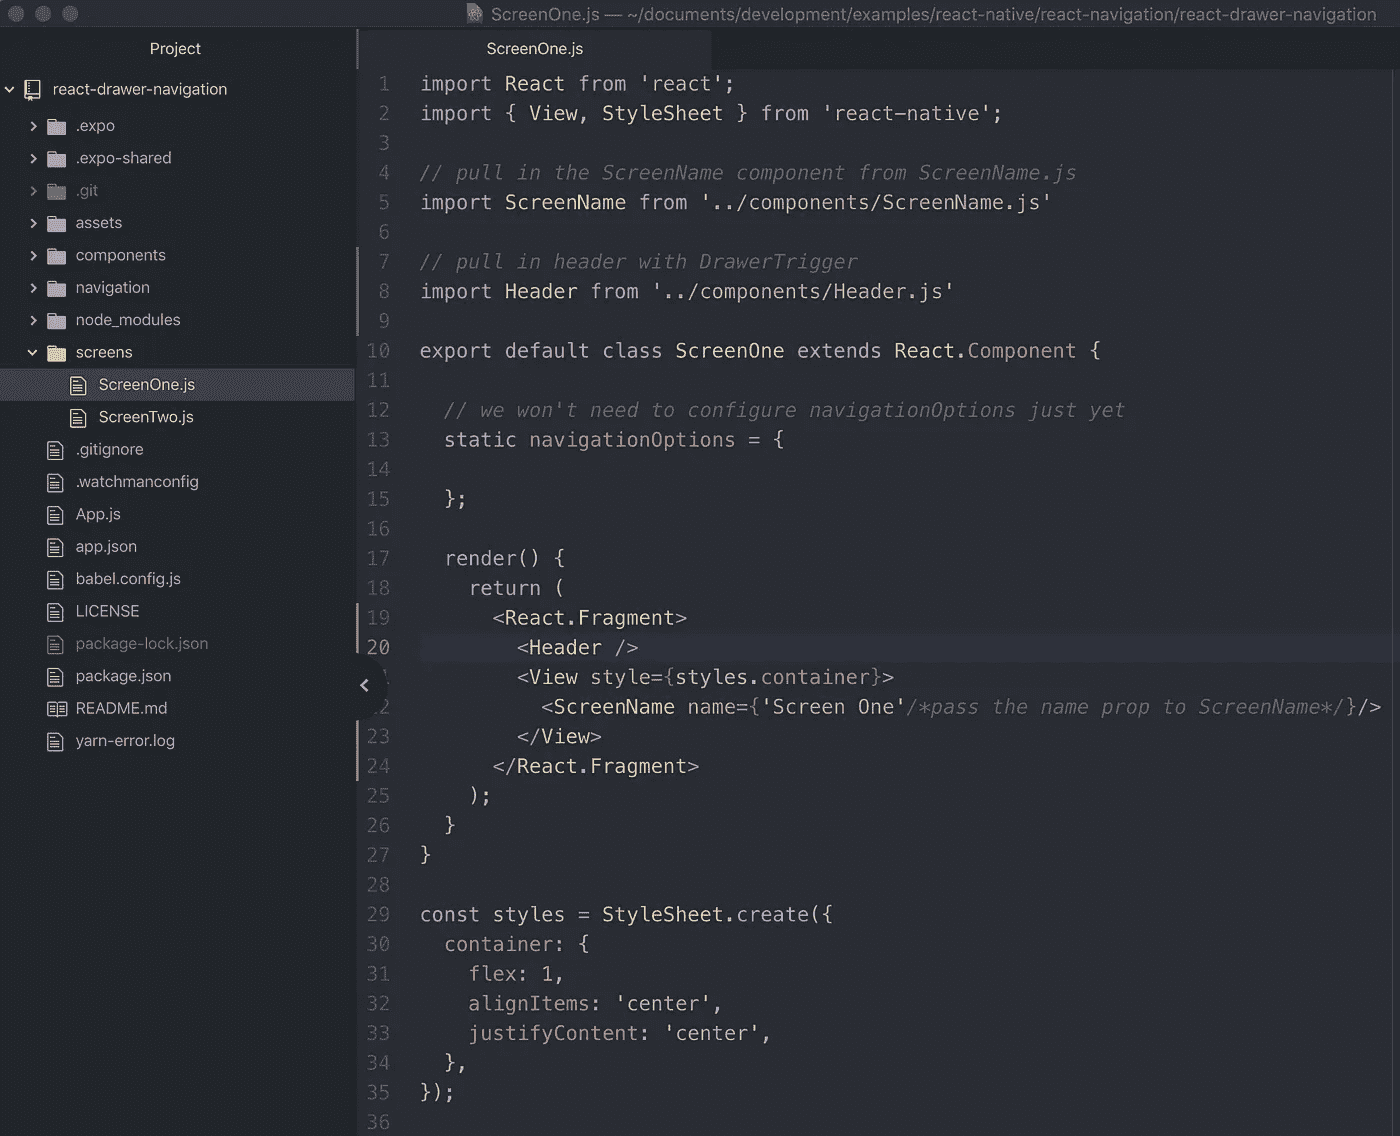 ScreenOne.js — ~/documents/development/examples/react-native/react-navigation/react-drawer-navigation
Project
react-drawer-navigation
.expo
.expo-shared
.git
assets
components
navigation
node_modules
screens
ScreenOne.js
ScreenTwo.js
.gitignore
.watchmanconfig
App.js
app.json
babel.config.js
LICENSE
package-lock.json
package.json
README.md
yarn-error.log
ScreenOne.js
1 import React from 'react';
2 import { View, StyleSheet } from 'react-native';
3
4 // pull in the ScreenName component from ScreenName.js
5 import ScreenName from '../components/ScreenName.js'
6
7 // pull in header with DrawerTrigger
8 import Header from '../components/Header.js'
9
10 export default class ScreenOne extends React.Component {
11
12 // we won't need to configure navigationOptions just yet
13 static navigationOptions = {
14
15 };
16
17 render() {
18 return (
19 <React.Fragment>
20 <Header />
<View style={styles.container}>
2 <ScreenName name={'Screen One'/*pass the name prop to ScreenName*/}/>
23 </View>
24 </React.Fragment>
25 );
26 }
27 }
28
29 const styles = StyleSheet.create({
30 container: {
31 flex: 1,
32 alignItems: 'center',
33 justifyContent: 'center',
34 },
35 });
36